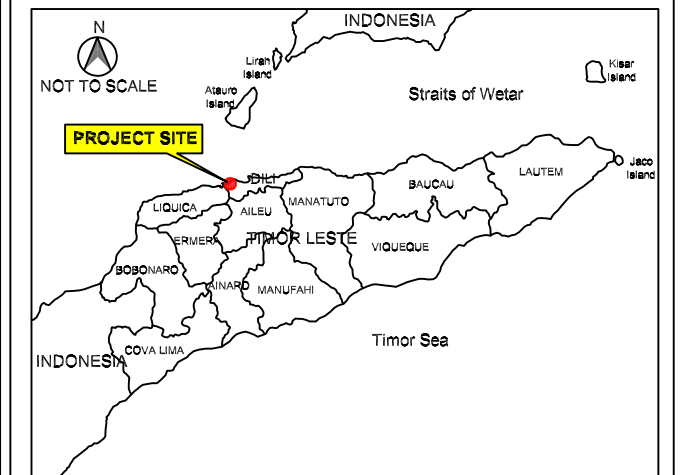 INDONESIA
N
NOT TO SCALE
Lirah
Island
Kisar
Island
Atauro
Island
Straits of Wetar
PROJECT SITE
DILI
Jaco
Island
LAUTEM
BAUCAU
LIQUICA
AILEU
MANATUTO
ERMERA
TIMOR LESTE
VIQUEQUE
BOBONARO
AINARO
MANUFAHI
Timor Sea
COVA LIMA
INDONESIA